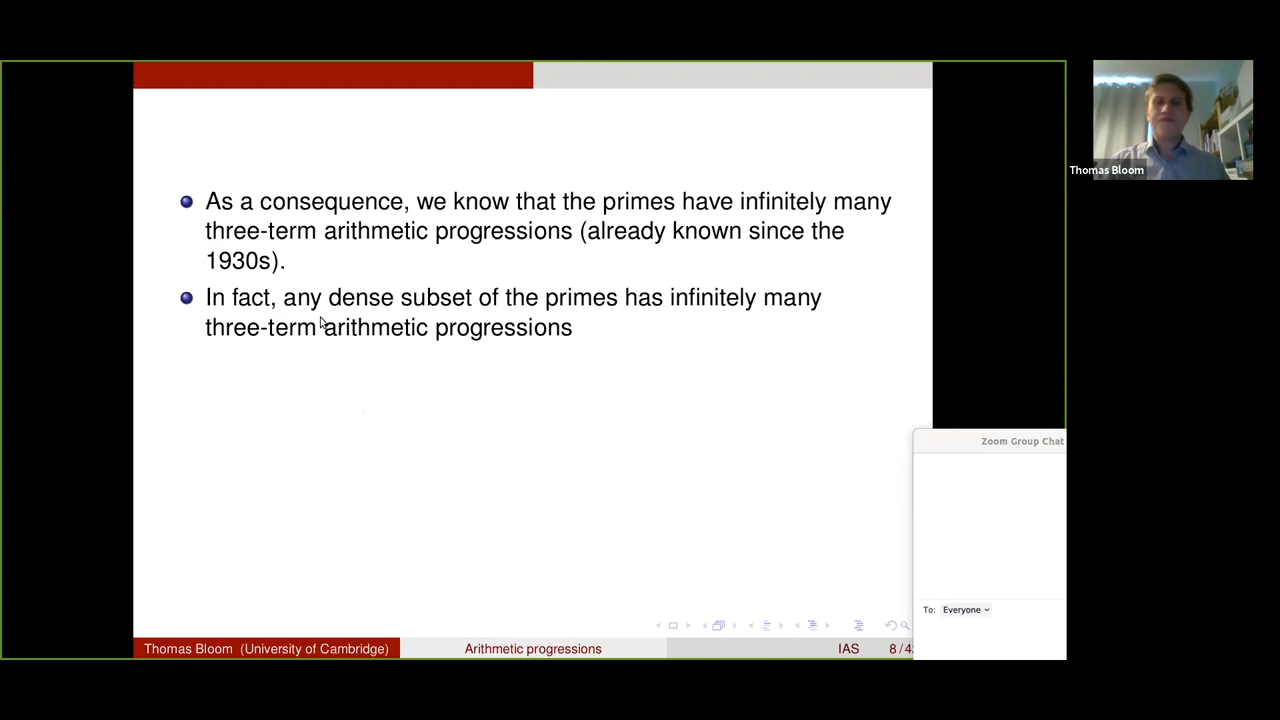 As a consequence, we know that the primes have infinitely many
three-term arithmetic progressions (already known since the
1930s).
In fact, any dense subset of the primes has infinitely many
three-term arithmetic progressions
Thomas Bloom
Zoom Group Chat
To: Everyone
Thomas Bloom (University of Cambridge) Arithmetic progressions IAS 8 / 4